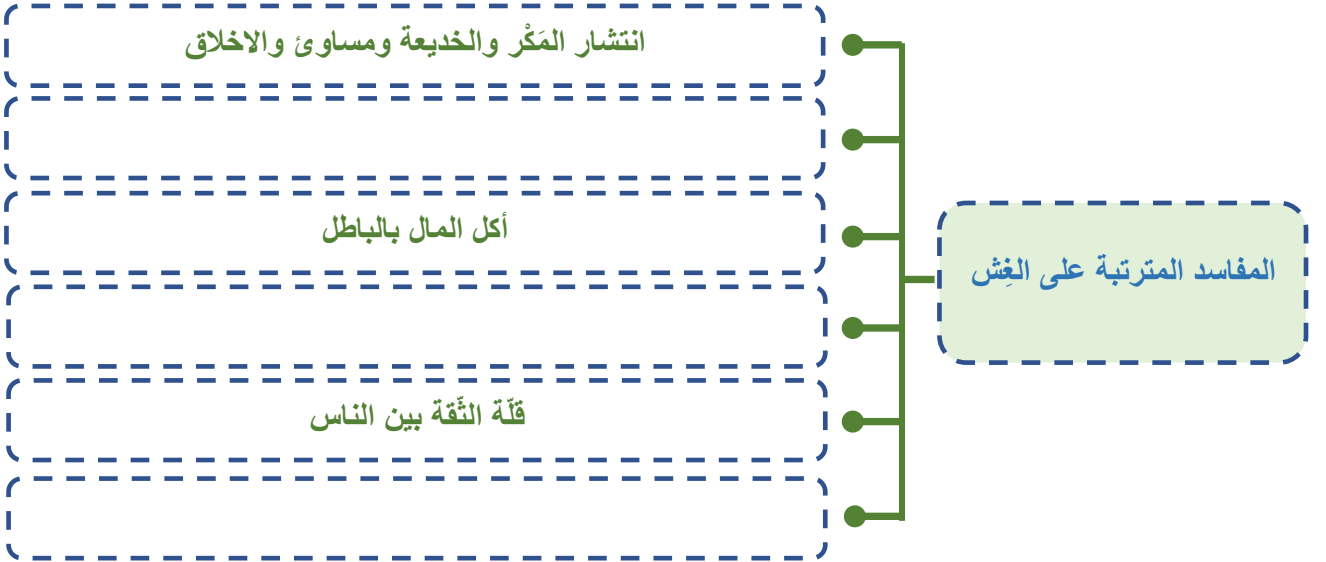 المفاسد المترتبة على الغِش
انتشار المَكْر والخديعة ومساوئ والاخلاق
أكل المال بالباطل
قلّة الثّقة بين الناس